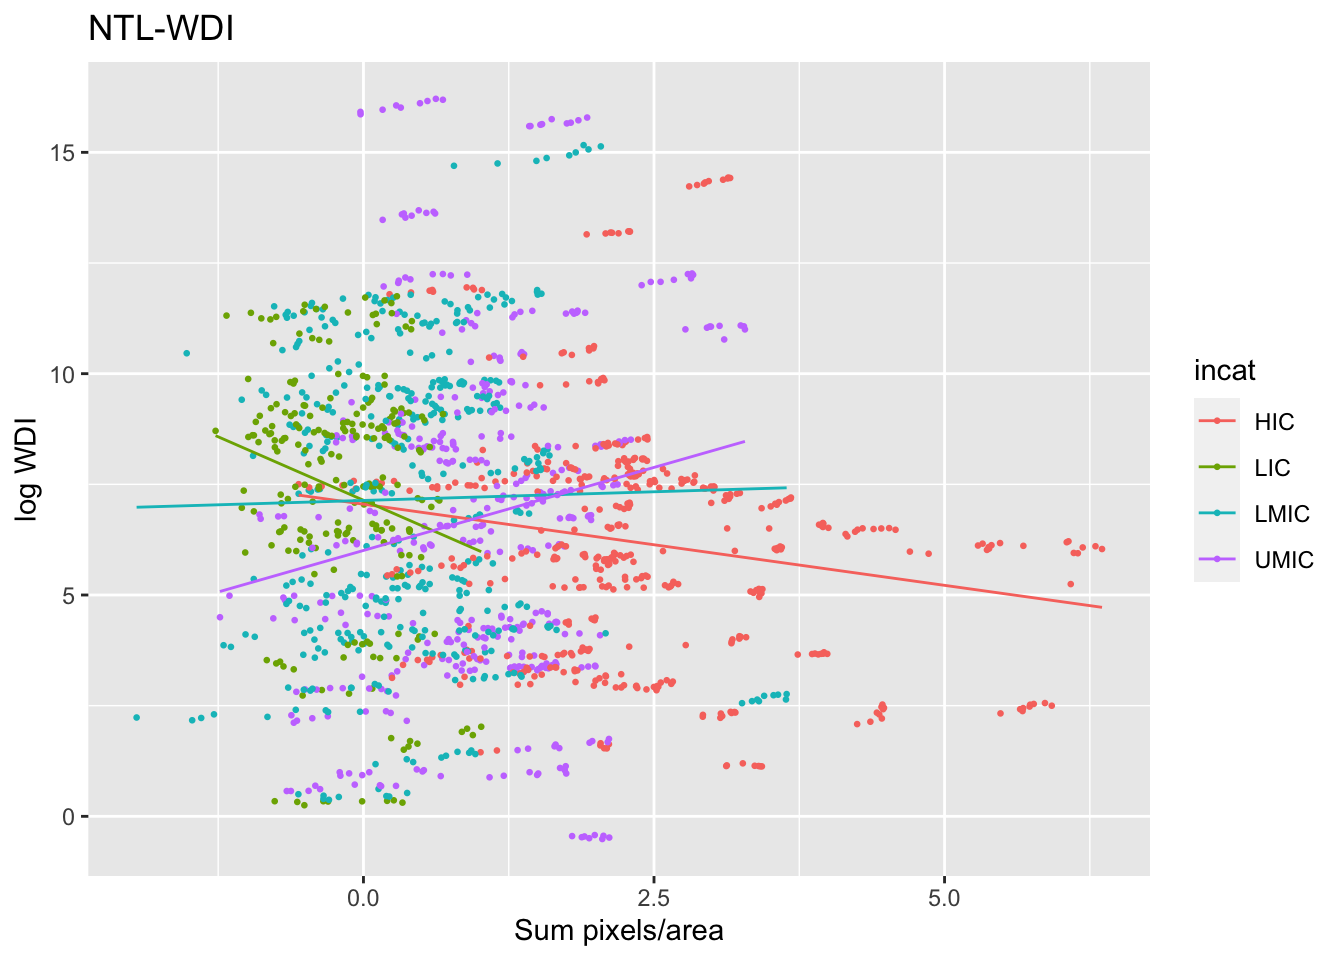 NTL-WDI
15
10
5
0
log WDI
0.0 2.5 5.0
Sum pixels/area
incat
HIC
LIC
LMIC
UMIC